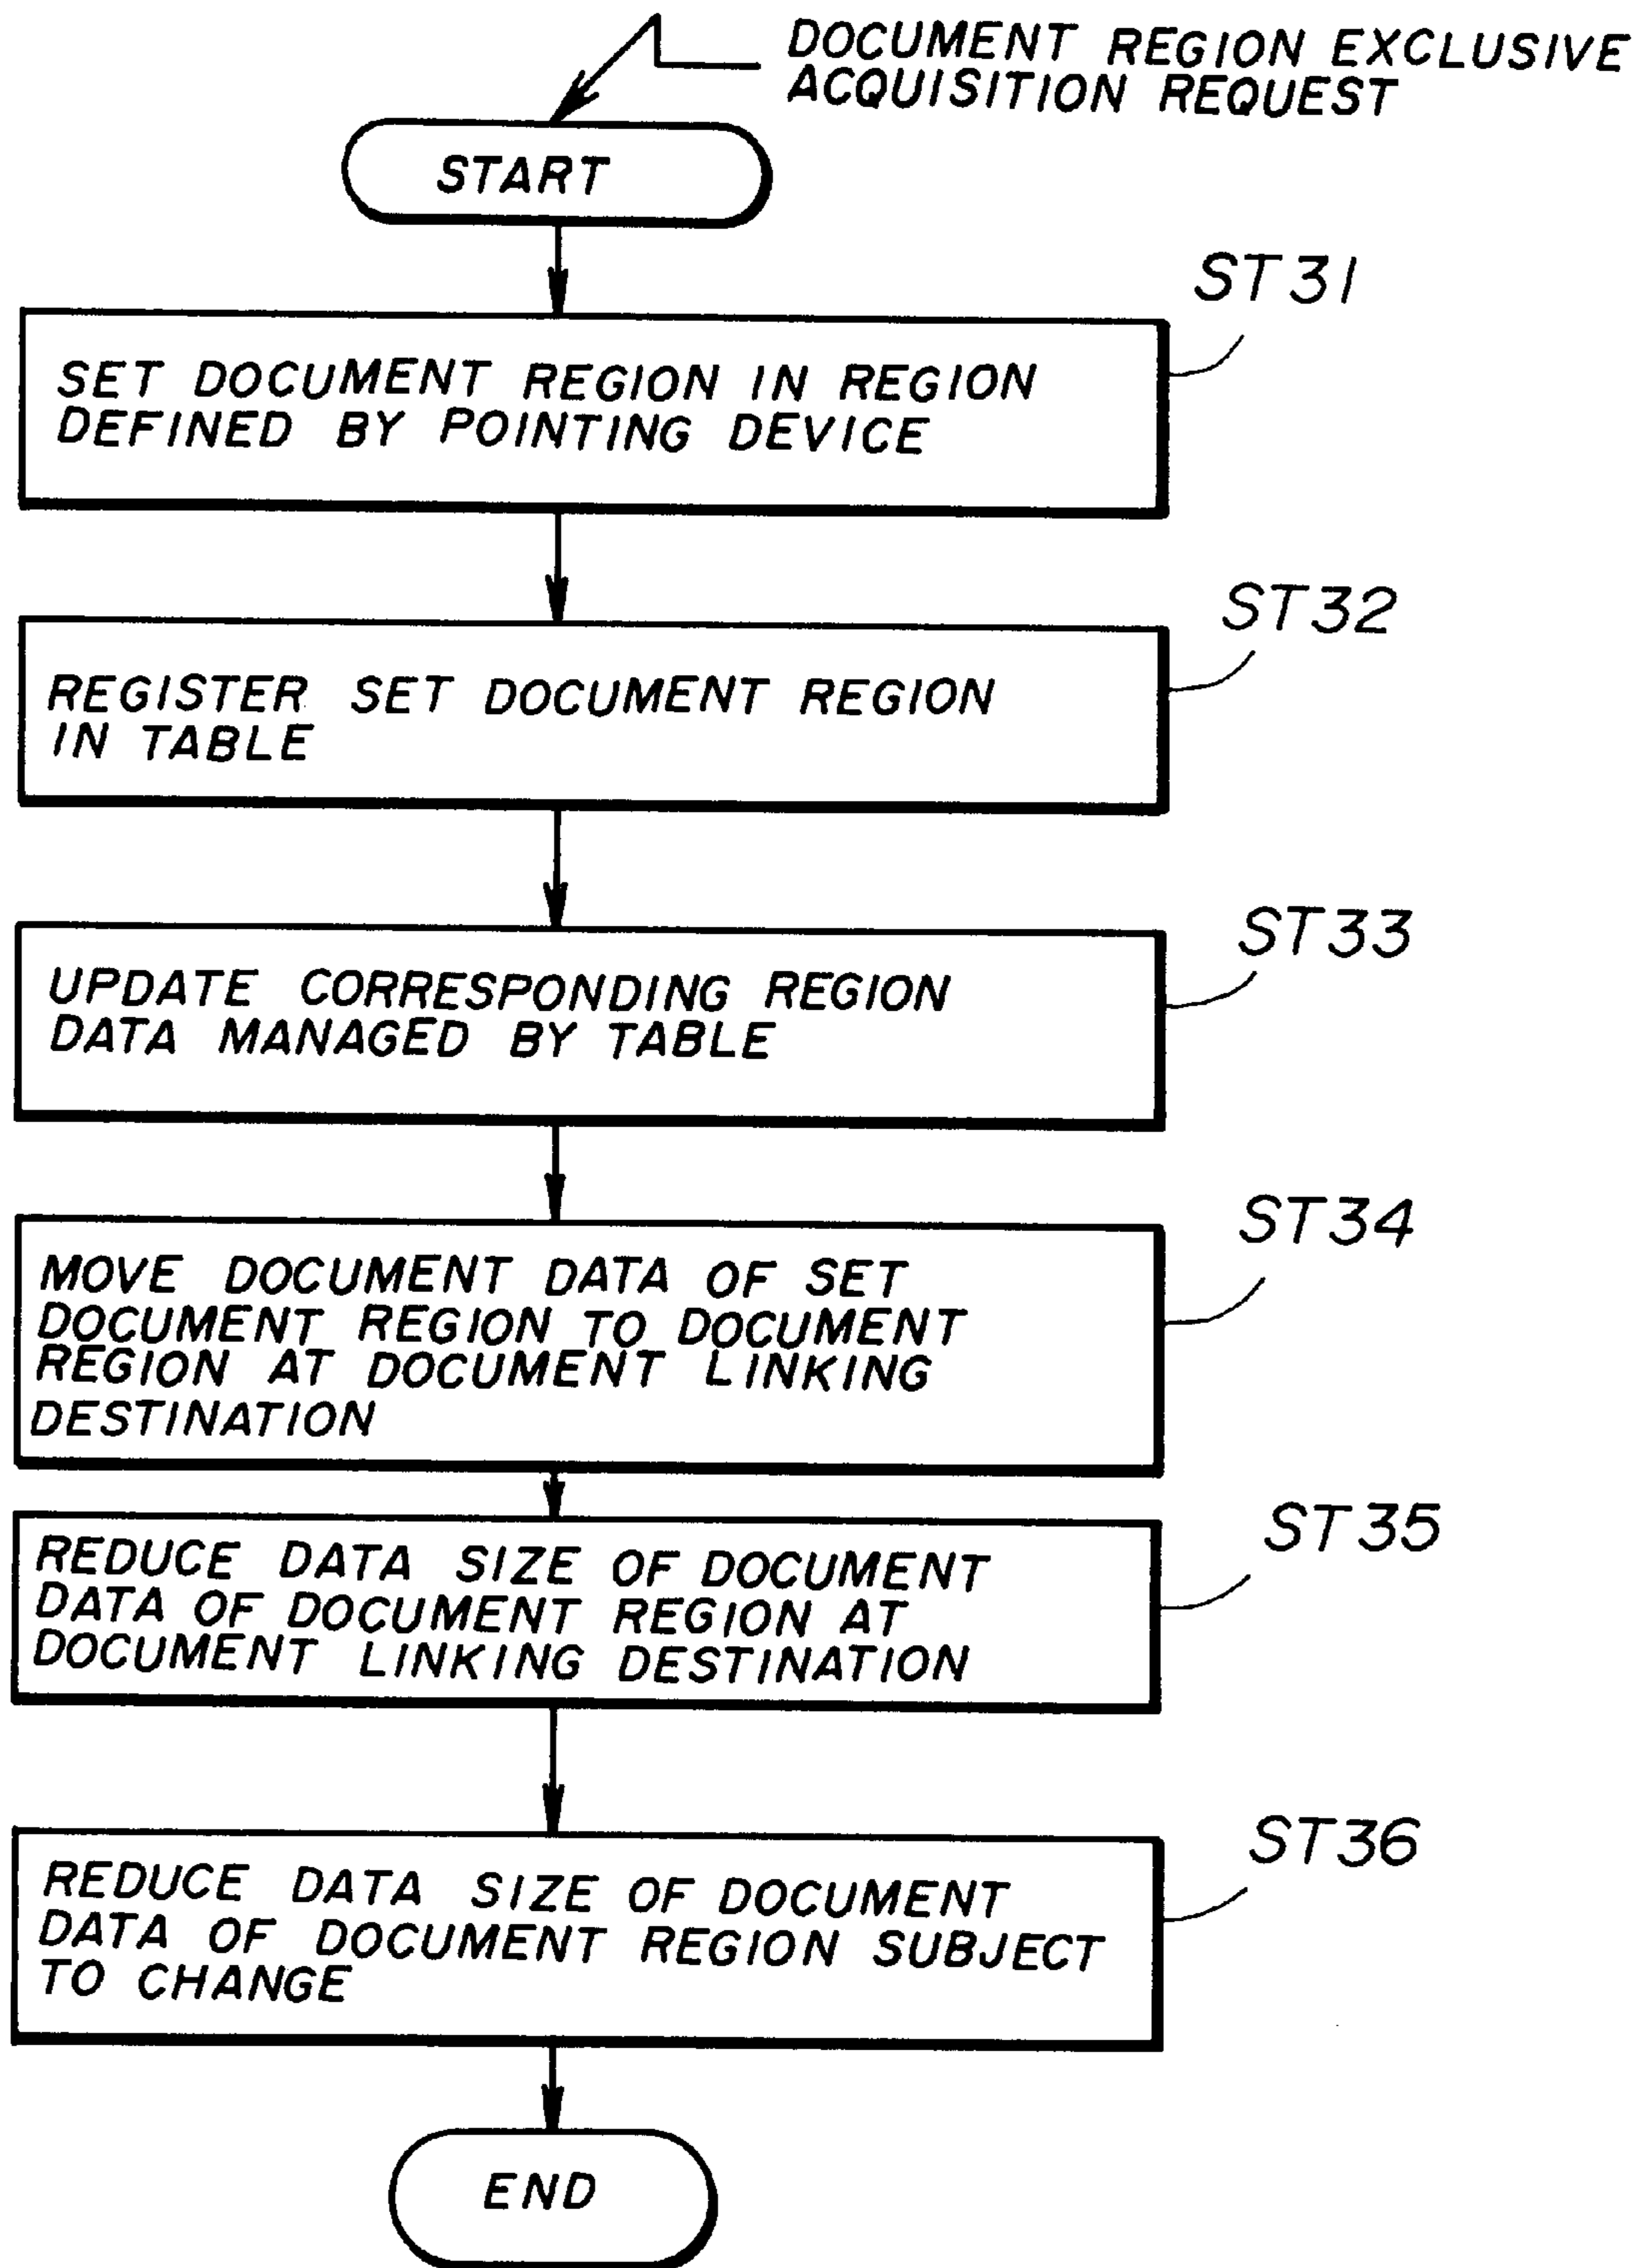 DOCUMENT REGION EXCLUSIVE
ACQUISITION REQUEST
START
ST31
SET DOCUMENT REGION IN REGION
DEFINED BY POINTING DEVICE
ST32
REGISTER SET DOCUMENT REGION
IN TABLE
ST33
UPDATE CORRESPONDING REGION
DATA MANAGED BY TABLE
ST34
MOVE DOCUMENT DATA OF SET
DOCUMENT REGION TO DOCUMENT
REGION AT DOCUMENT LINKING
DESTINATION
ST35
REDUCE DATA SIZE OF DOCUMENT
DATA OF DOCUMENT REGION AT
DOCUMENT LINKING DESTINATION
ST36
REDUCE DATA SIZE OF DOCUMENT
DATA OF DOCUMENT REGION SUBJECT
TO CHANGE
END